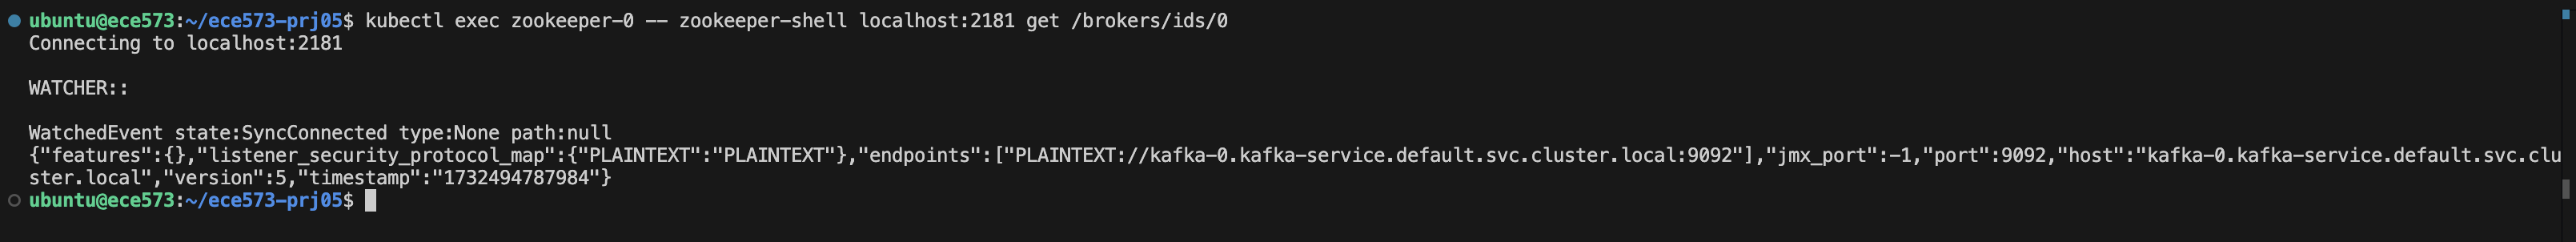 ubuntu@ece573:~/ece573-prj05$ kubectl exec zookeeper-0 -- zookeeper-shell localhost:2181 get /brokers/ids/0
Connecting to localhost:2181
WATCHER::
WatchedEvent state:SyncConnected type:None path:null
{"features":{},"listener_security_protocol_map":{"PLAINTEXT":"PLAINTEXT"},"endpoints":["PLAINTEXT://kafka-0.kafka-service.default.svc.cluster.local:9092"],"jmx_port":-1,"port":9092,"host":"kafka-0.kafka-service.default.svc.clu
ster.local","version":5,"timestamp":"1732494787984"}
ubuntu@ece573:~/ece573-prj05$